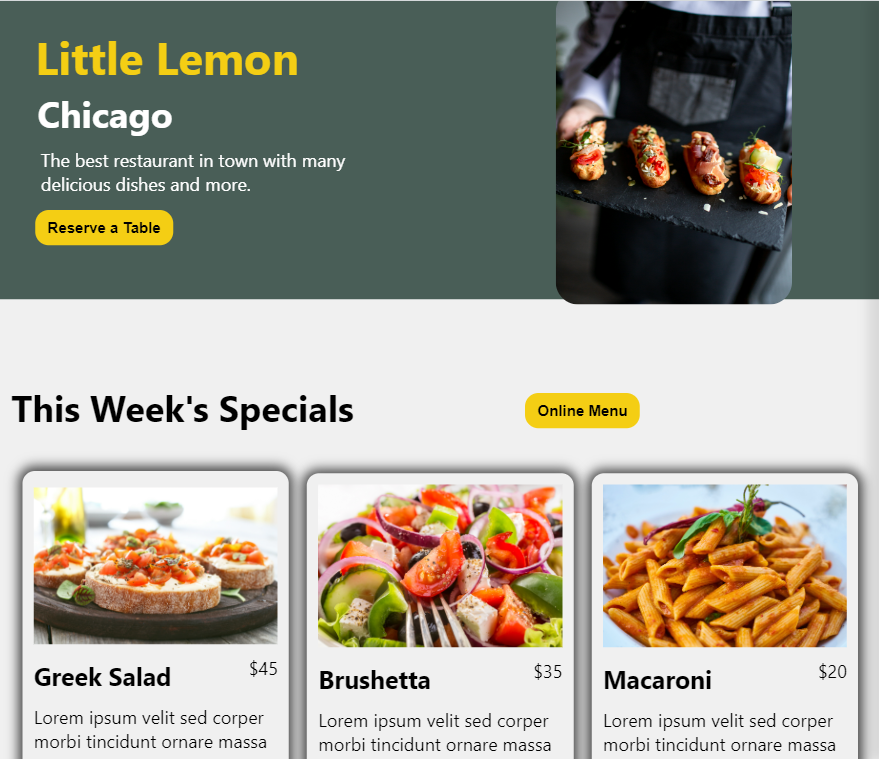 Little Lemon
Chicago
The best restaurant in town with many
delicious dishes and more.
Reserve a Table
This Week's Specials
Online Menu
Greek Salad
$45
Lorem ipsum velit sed corper
morbi tincidunt ornare massa
Brushetta
$35
Lorem ipsum velit sed corper
morbi tincidunt ornare massa
Macaroni
$20
Lorem ipsum velit sed corper
morbi tincidunt ornare massa